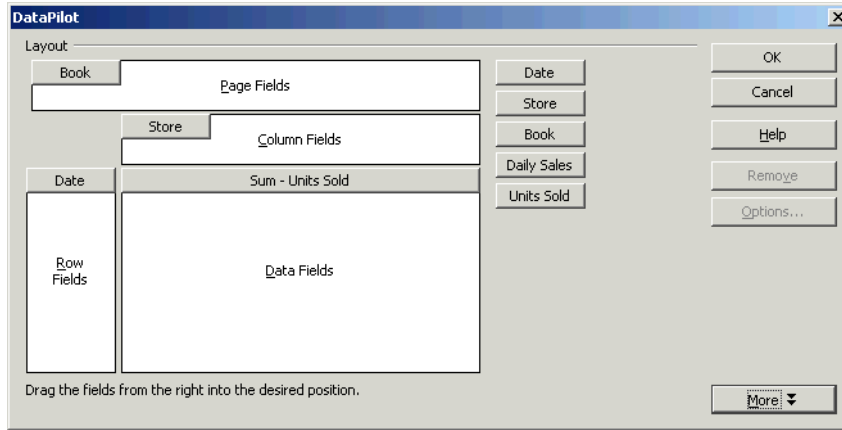 DataPilot
Layout
Book
Page Fields
Store
Column Fields
Date
Sum - Units Sold
Row
Fields
Data Fields
Date
Store
Book
Daily Sales
Units Sold
OK
Cancel
Help
Remove
Options...
Drag the fields from the right into the desired position.
More